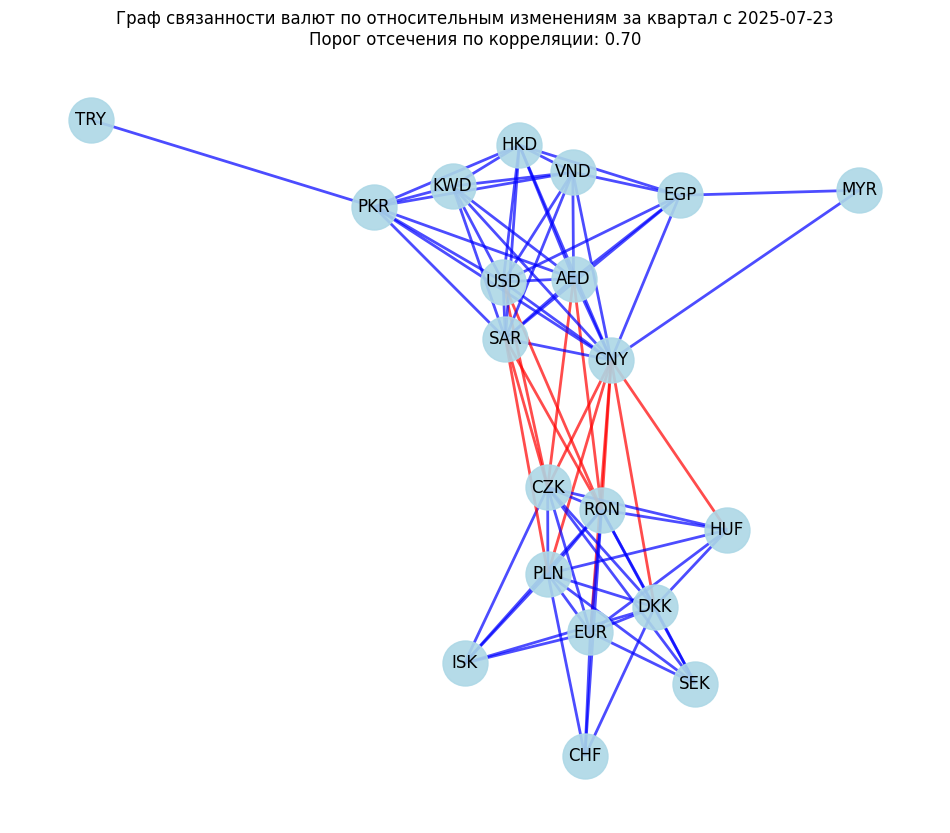 Граф связанности валют по относительным изменениям за квартал с 2025-07-23
Порог отсечения по корреляции: 0.70
TRY
HKD
VND
KWD
EGP
MYR
PKR
USD
AED
SAR
CNY
CZK
RON
HUF
PLN
DKK
EUR
ISK
SEK
CHF